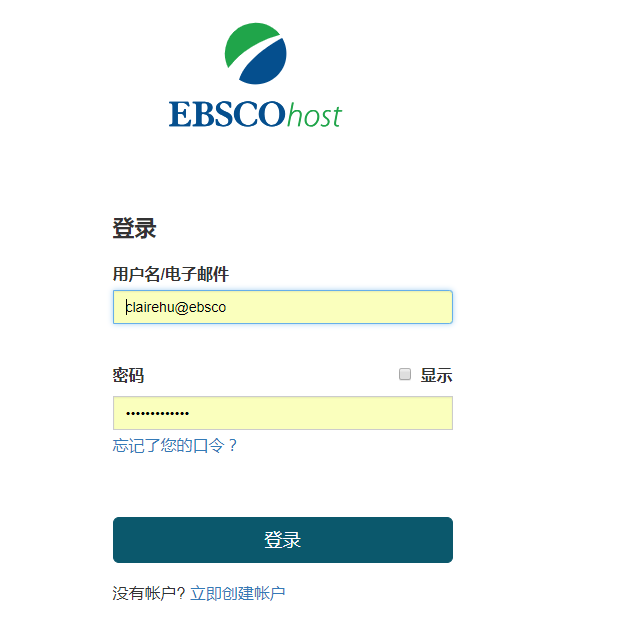 EBSCOhost
登录
用户名/电子邮件
clairehu@ebsco
密码 显示
•••••••••••••
忘记了您的口令？
登录
没有帐户? 立即创建帐户